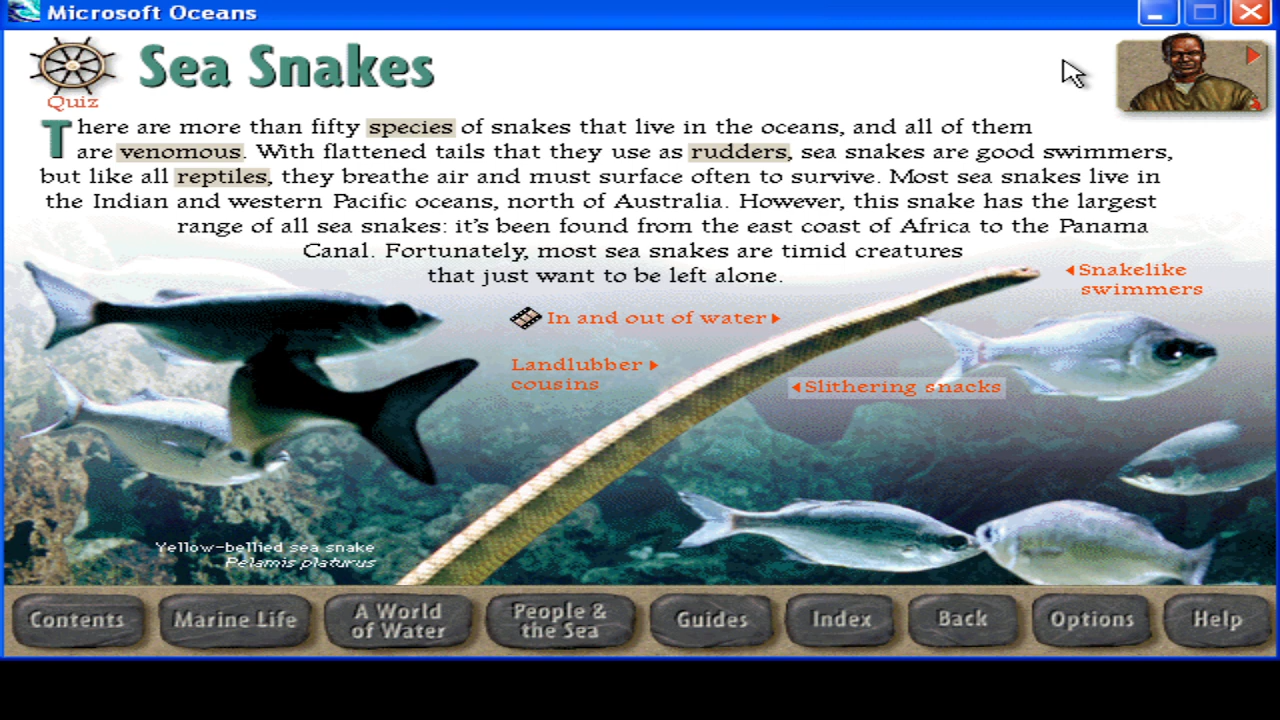 Microsoft Oceans
Sea Snakes
Quiz
There are more than fifty species of snakes that live in the oceans, and all of them
are venomous. With flattened tails that they use as rudders, sea snakes are good swimmers,
but like all reptiles, they breathe air and must surface often to survive. Most sea snakes live in
the Indian and western Pacific oceans, north of Australia. However, this snake has the largest
range of all sea snakes: it's been found from the east coast of Africa to the Panama
Canal. Fortunately, most sea snakes are timid creatures
that just want to be left alone.
Snakelike
swimmers
In and out of water
Landlubber
cousins
Slithering snacks
Yellow-bellied sea snake
Pelamis platurus
Contents
Marine Life
A World
of Water
People &
the Sea
Guides
Index
Back
Options
Help